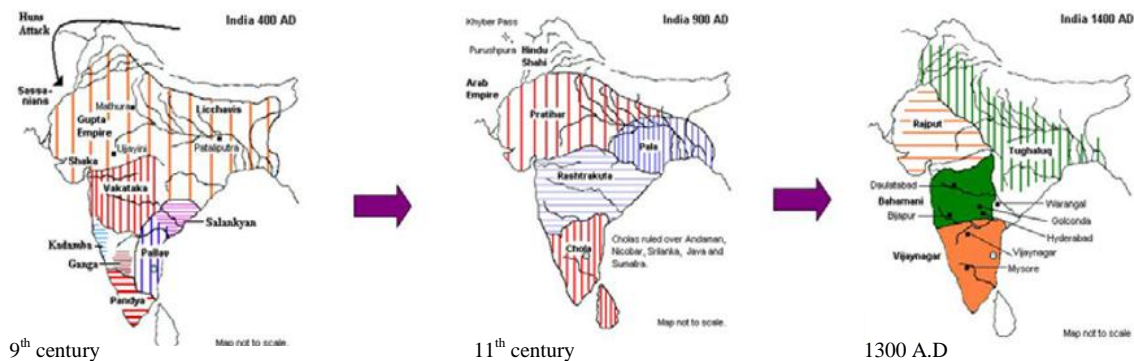 Huns
Attack
India 400 AD
Sassa-
nians
Mathura
Licchavis
Gupta
Empire
Ujjayini
Pataliputra
Shaka
Vakataka
Salankyan
Kadamba
Pallav
Ganga
Pandya
Map not to scale.
9th century
India 900 AD
Khyber Pass
Purushpura
Hindu
Shahi
Arab
Empire
Pratihar
Pala
Rashtrakuta
Chola
Cholas ruled over Andaman,
Nicobar, Srilanka, Java and
Sumatra.
Map not to scale.
11th century
India 1400 AD
Rajput
Tughaluq
Daulatabad
Bahamani
Warangal
Bijapur
Golconda
Hyderabad
Vijaynagar
Vijaynagar
Mysore
Map not to scale.
1300 A.D